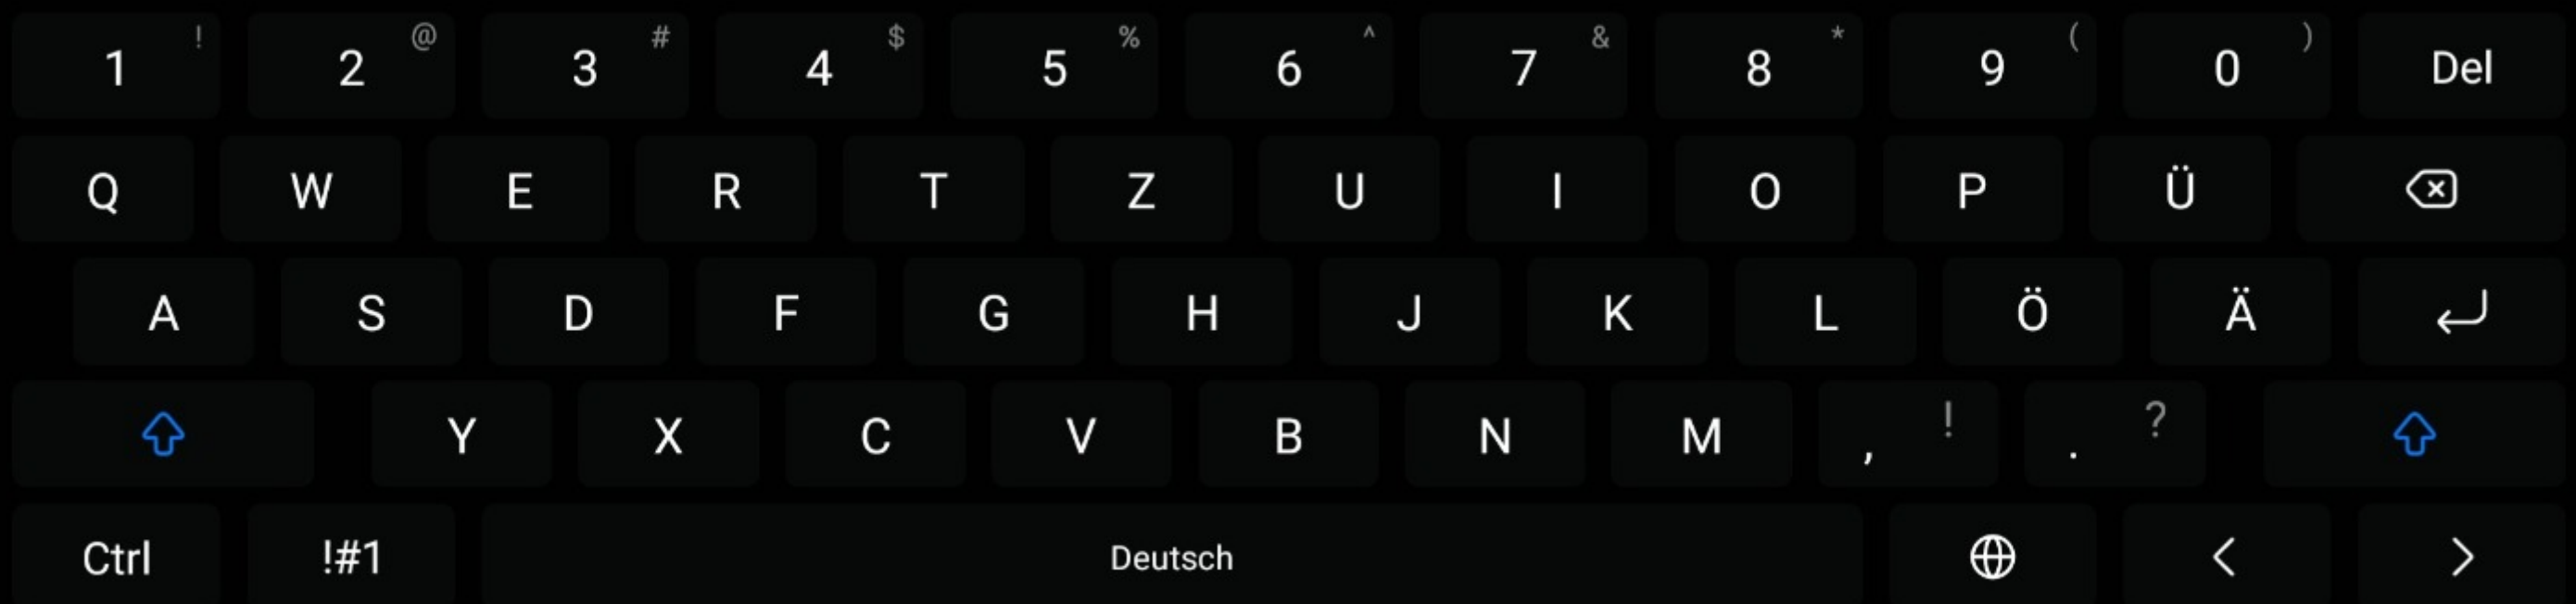 1 ! 2 @ 3 # 4 $ 5 % 6 ^ 7 & 8 * 9 ( 0 ) Del
Q W E R T Z U I O P Ü
A S D F G H J K L Ö Ä
Y X C V B N M , ! . ?
Ctrl !#1 Deutsch < >